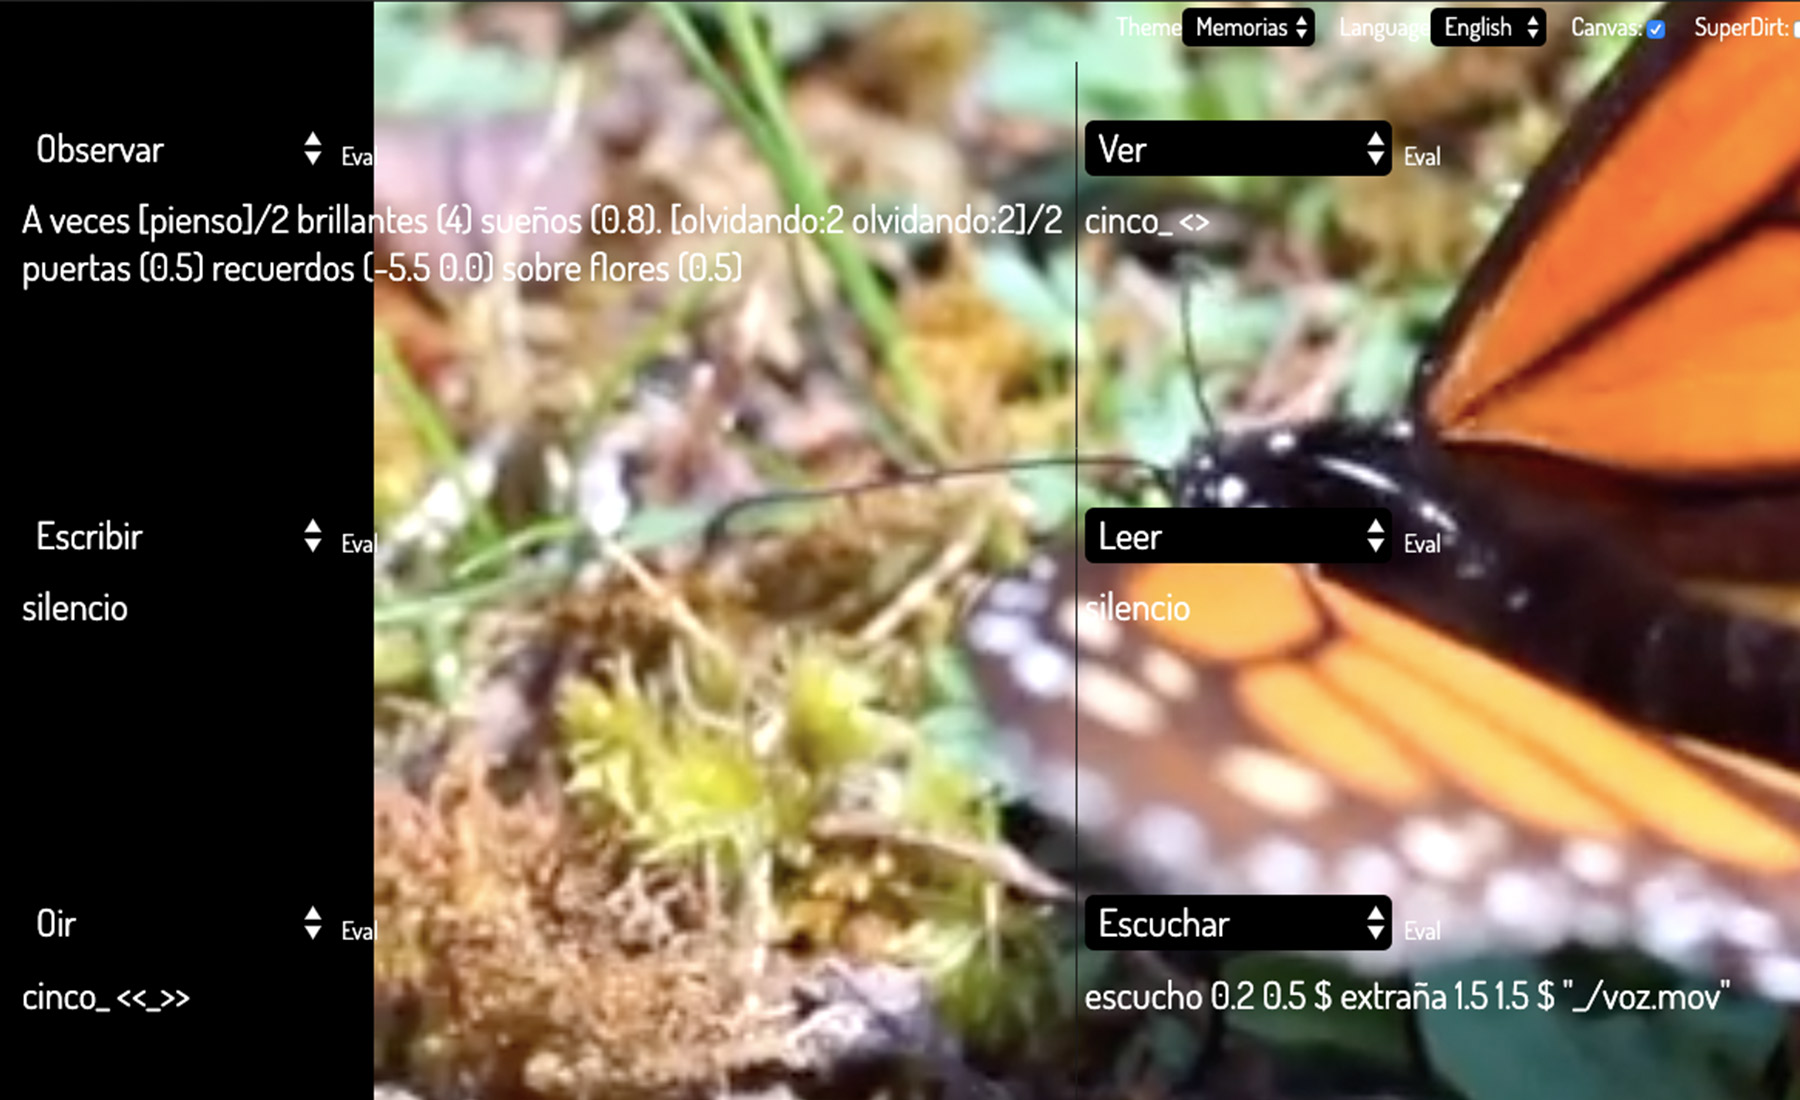 Theme Memorias Language English Canvas: SuperDirt:
Observar Eval
A veces [pienso]/2 brillantes (4) sueños (0.8). [olvidando:2 olvidando:2]/2
puertas (0.5) recuerdos (-5.5 0.0) sobre flores (0.5)
Ver Eval
cinco_ <>
Escribir Eval
silencio
Leer Eval
silencio
Oir Eval
cinco_ <<_>>
Escuchar Eval
escucho 0.2 0.5 $ extraña 1.5 1.5 $ "_/voz.mov"